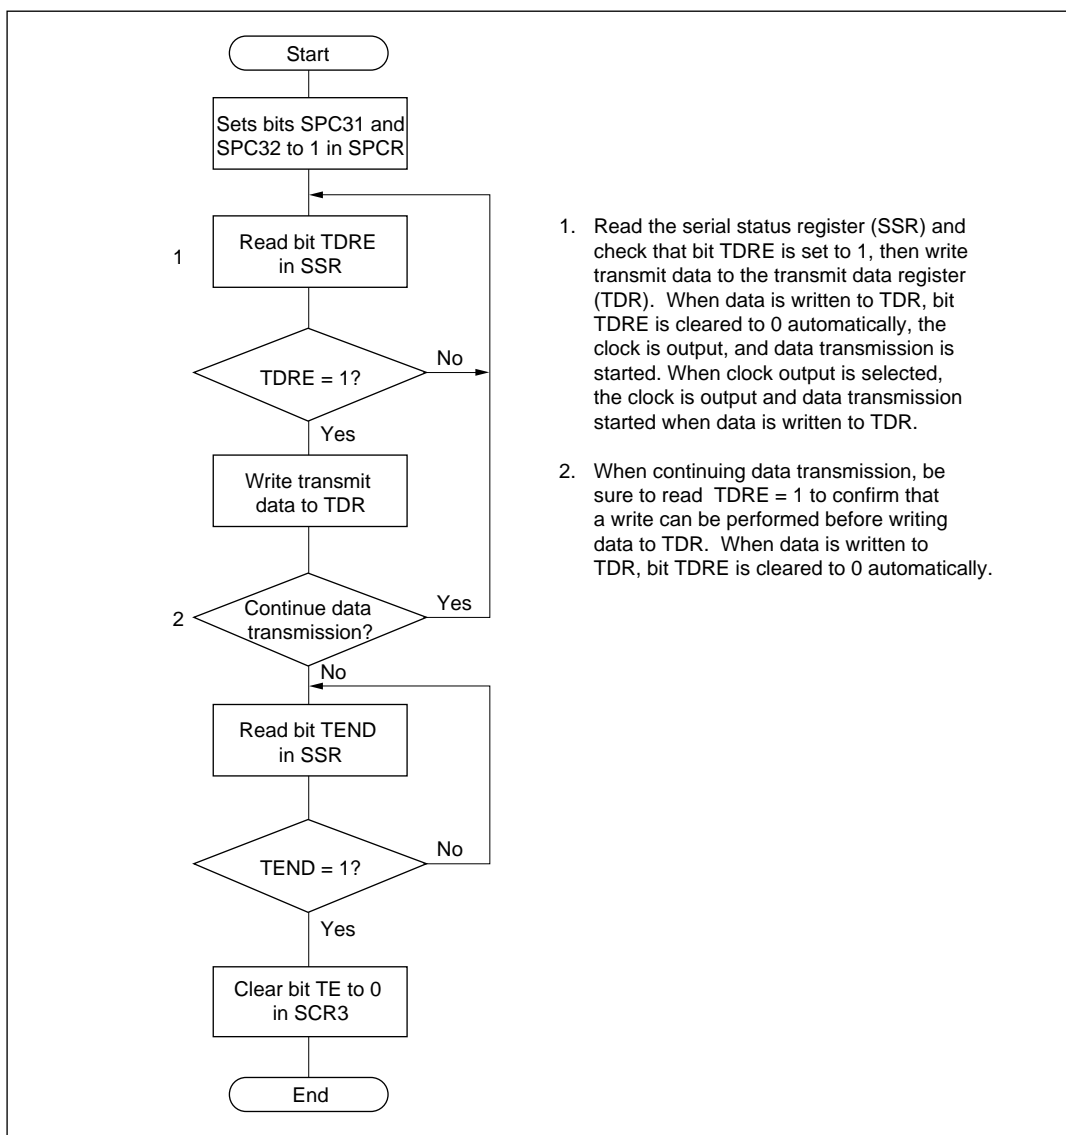 Start
Sets bits SPC31 and
SPC32 to 1 in SPCR
1
Read bit TDRE
in SSR
TDRE = 1?
No
Yes
Write transmit
data to TDR
2
Continue data
transmission?
Yes
No
Read bit TEND
in SSR
TEND = 1?
No
Yes
Clear bit TE to 0
in SCR3
End
1. Read the serial status register (SSR) and
check that bit TDRE is set to 1, then write
transmit data to the transmit data register
(TDR).  When data is written to TDR, bit
TDRE is cleared to 0 automatically, the
clock is output, and data transmission is
started. When clock output is selected,
the clock is output and data transmission
started when data is written to TDR.
2. When continuing data transmission, be
sure to read  TDRE = 1 to confirm that
a write can be performed before writing
data to TDR.  When data is written to
TDR, bit TDRE is cleared to 0 automatically.